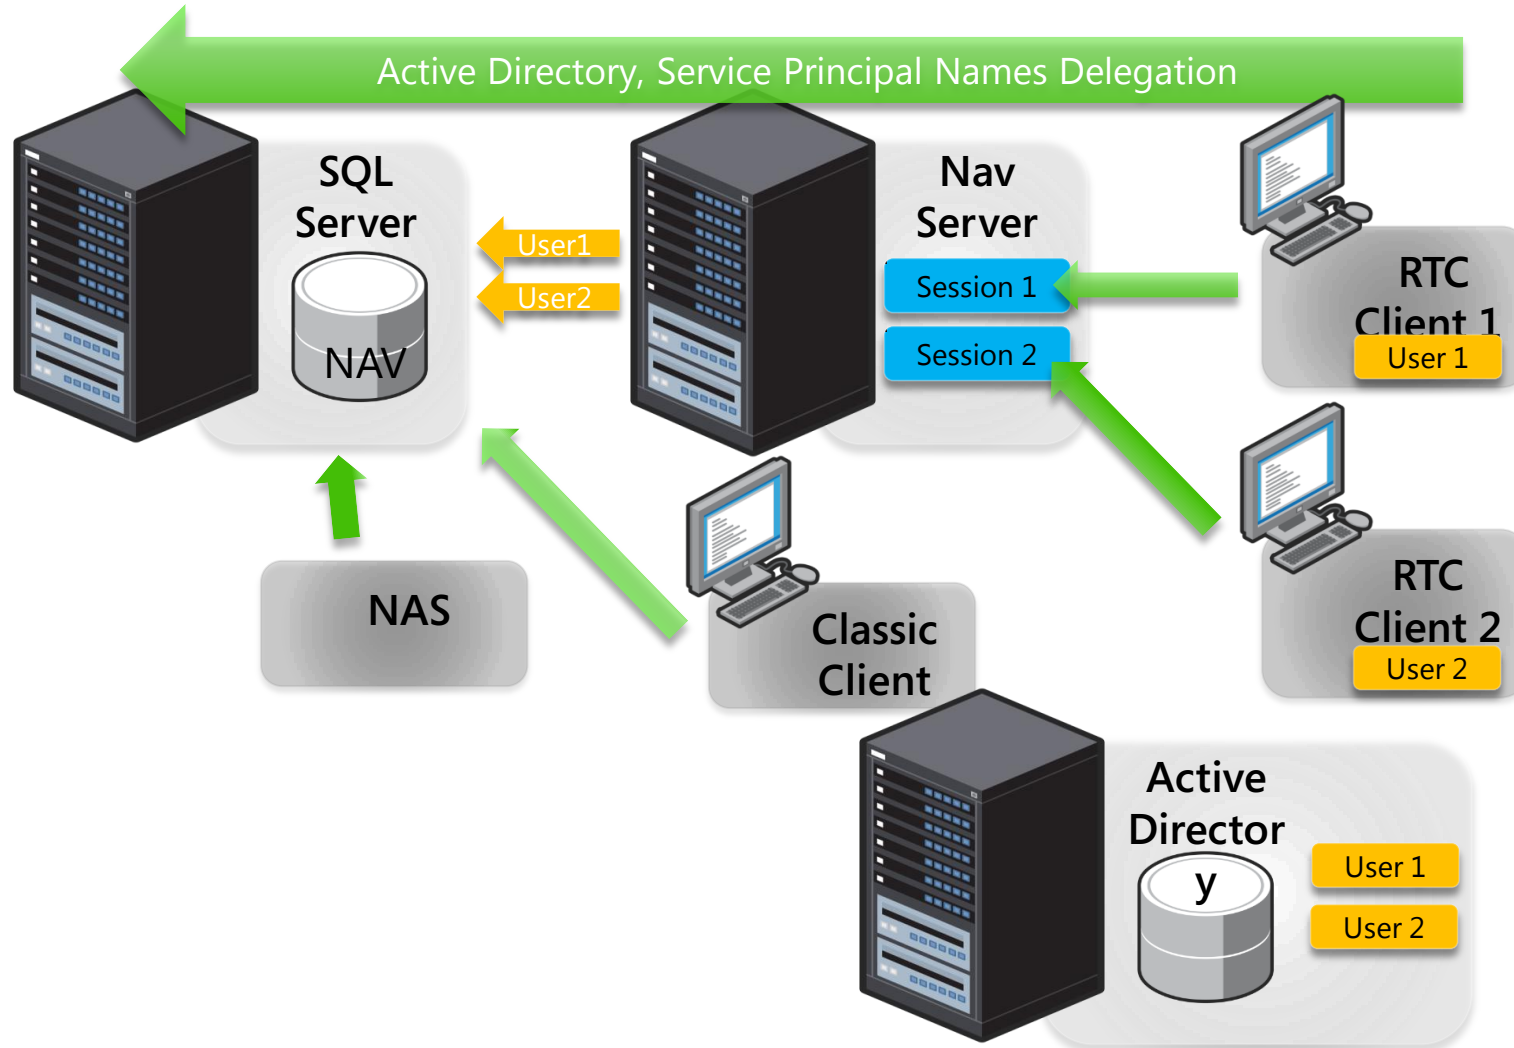 Active Directory, Service Principal Names Delegation
SQL
Server
NAV
User1
User2
Nav
Server
Session 1
Session 2
RTC
Client 1
User 1
RTC
Client 2
User 2
NAS
Classic
Client
Active
Director
y
User 1
User 2